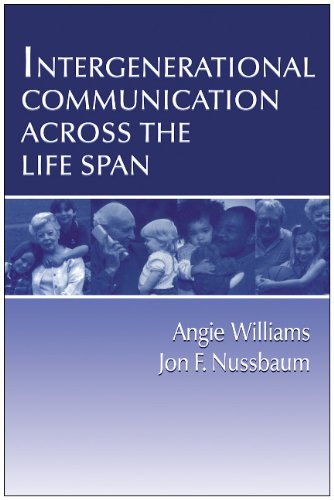 INTERGENERATIONAL
COMMUNICATION
ACROSS THE
LIFE SPAN
Angie Williams
Jon F. Nussbaum